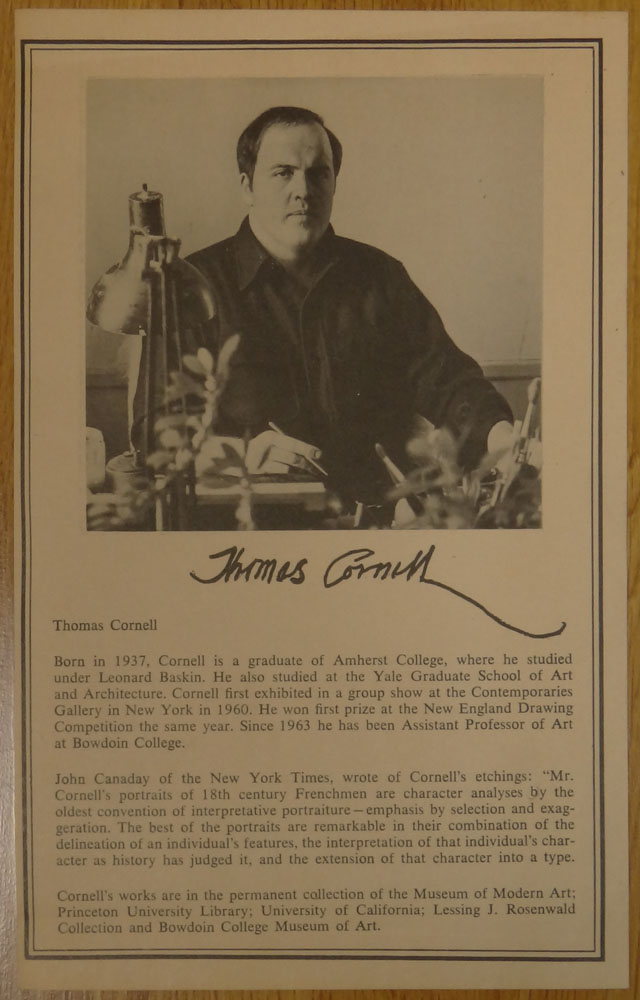 Thomas Cornell
Thomas Cornell
Born in 1937, Cornell is a graduate of Amherst College, where he studied
under Leonard Baskin. He also studied at the Yale Graduate School of Art
and Architecture. Cornell first exhibited in a group show at the Contemporaries
Gallery in New York in 1960. He won first prize at the New England Drawing
Competition the same year. Since 1963 he has been Assistant Professor of Art
at Bowdoin College.
John Canaday of the New York Times, wrote of Cornell's etchings: "Mr.
Cornell's portraits of 18th century Frenchmen are character analyses by the
oldest convention of interpretative portraiture—emphasis by selection and exag-
geration. The best of the portraits are remarkable in their combination of the
delineation of an individual's features, the interpretation of that individual's char-
acter as history has judged it, and the extension of that character into a type.
Cornell's works are in the permanent collection of the Museum of Modern Art;
Princeton University Library; University of California; Lessing J. Rosenwald
Collection and Bowdoin College Museum of Art.